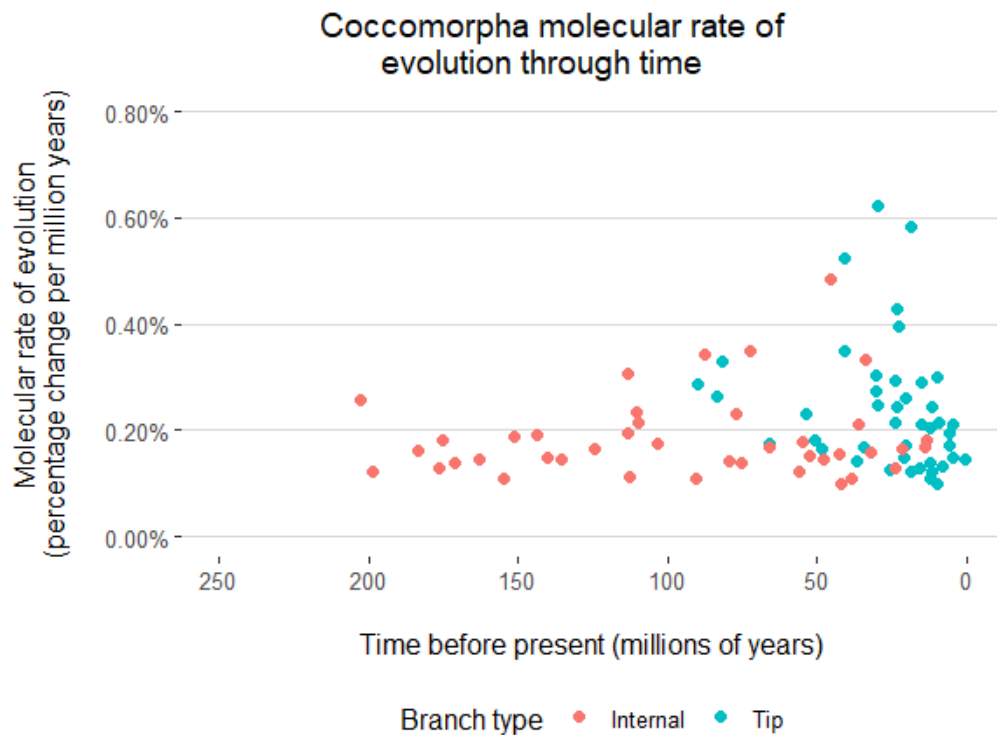 Coccomorpha molecular rate of
evolution through time
Molecular rate of evolution
(percentage change per million years)
0.80%
0.60%
0.40%
0.20%
0.00%
250 200 150 100 50 0
Time before present (millions of years)
Branch type Internal Tip